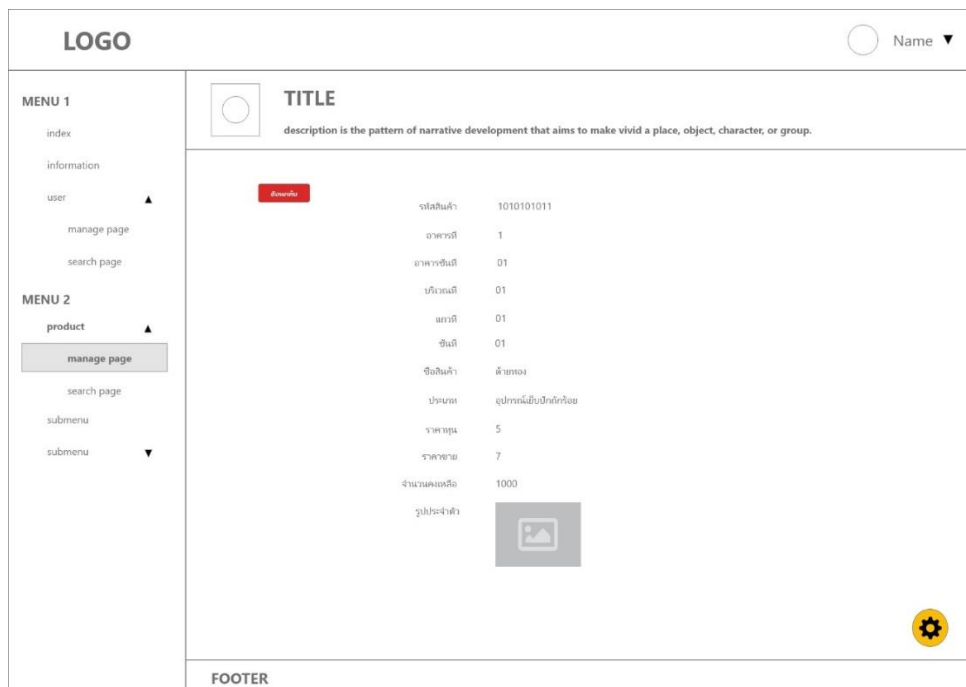 LOGO
Name
MENU 1
index
information
user
manage page
search page
MENU 2
product
manage page
search page
submenu
submenu
TITLE
description is the pattern of narrative development that aims to make vivid a place, object, character, or group.
ย้อนกลับ
รหัสสินค้า 1010101011
อาคารที่ 1
อาคารชั้นที่ 01
บริเวณที่ 01
แถวที่ 01
ชั้นที่ 01
ชื่อสินค้า ด้ายทอง
ประเภท อุปกรณ์เย็บปักถักร้อย
ราคาทุน 5
ราคาขาย 7
จำนวนคงเหลือ 1000
รูปประจำตัว
FOOTER